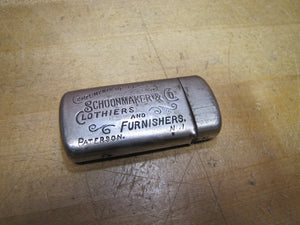 SCHOONMAKER & CO.
CLOTHIERS
AND
FURNISHERS.
PATERSON, N.J.